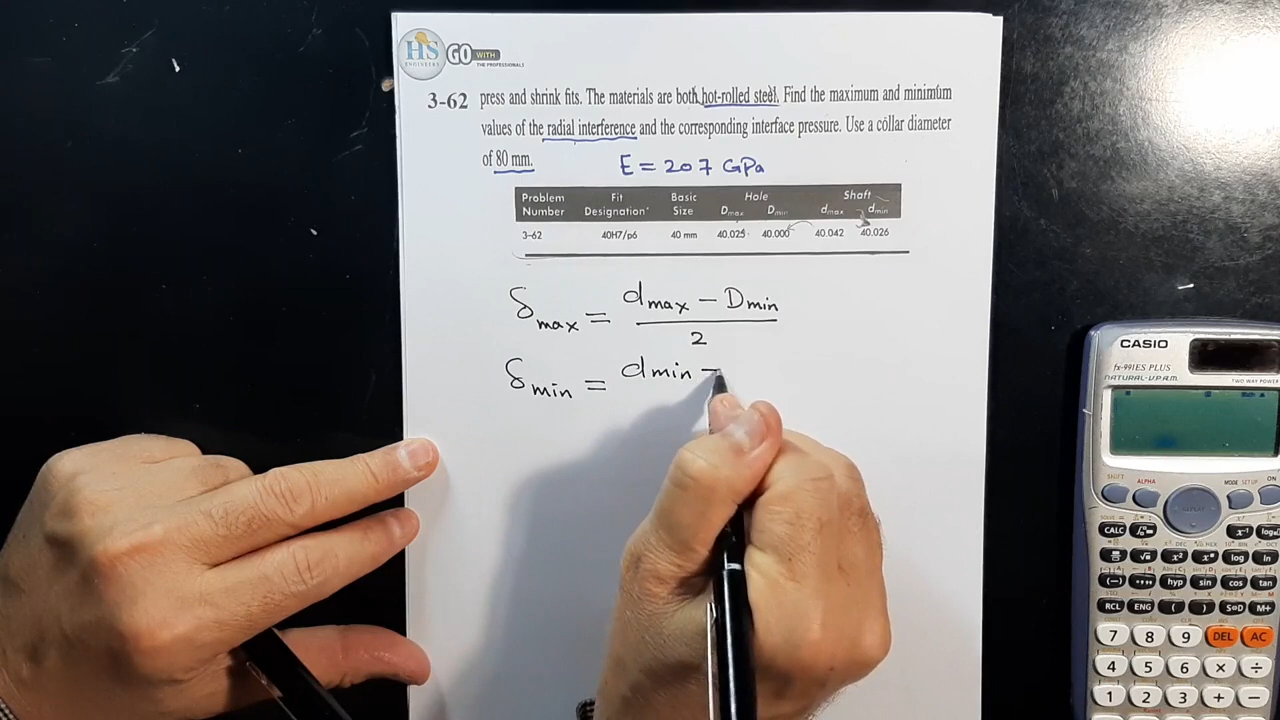 HS
ENGINEERS
GO WITH
THE PROFESSIONALS
3-62 press and shrink fits. The materials are both hot-rolled steel. Find the maximum and minimum
values of the radial interference and the corresponding interface pressure. Use a collar diameter
of 80 mm. E = 207 GPa
Problem Number Fit Designation* Basic Size Hole Dmax Dmin Shaft dmax dmin
3-62 40H7/p6 40 mm 40.025 40.000 40.042 40.026
δmax = dmax - Dmin
2
δmin = dmin -
CASIO
fx-991ES PLUS
NATURAL-V.P.A.M.
TWO WAY POWER
SHIFT ALPHA MODE SETUP ON
REPLAY
CALC x⁻¹ 
√ x² log ln
(-) hyp sin cos tan
RCL ENG ( ) S⇔D M+
7 8 9 DEL AC
4 5 6 × ÷
1 2 3 + −